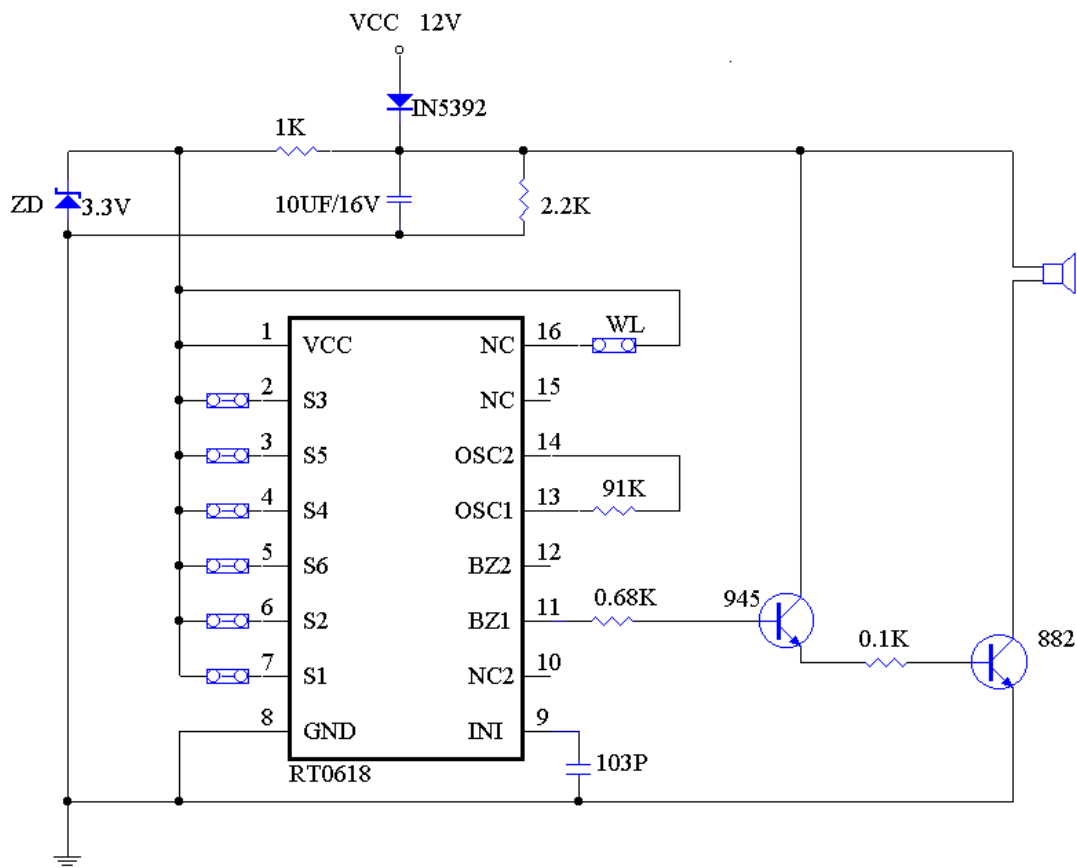 VCC 12V
IN5392
1K
ZD
3.3V
10UF/16V
2.2K
WL
1
VCC
NC
16
2
S3
NC
15
3
S5
OSC2
14
4
S4
OSC1
13
91K
5
S6
BZ2
12
6
S2
BZ1
11
0.68K
945
0.1K
882
7
S1
NC2
10
8
GND
INI
9
RT0618
103P